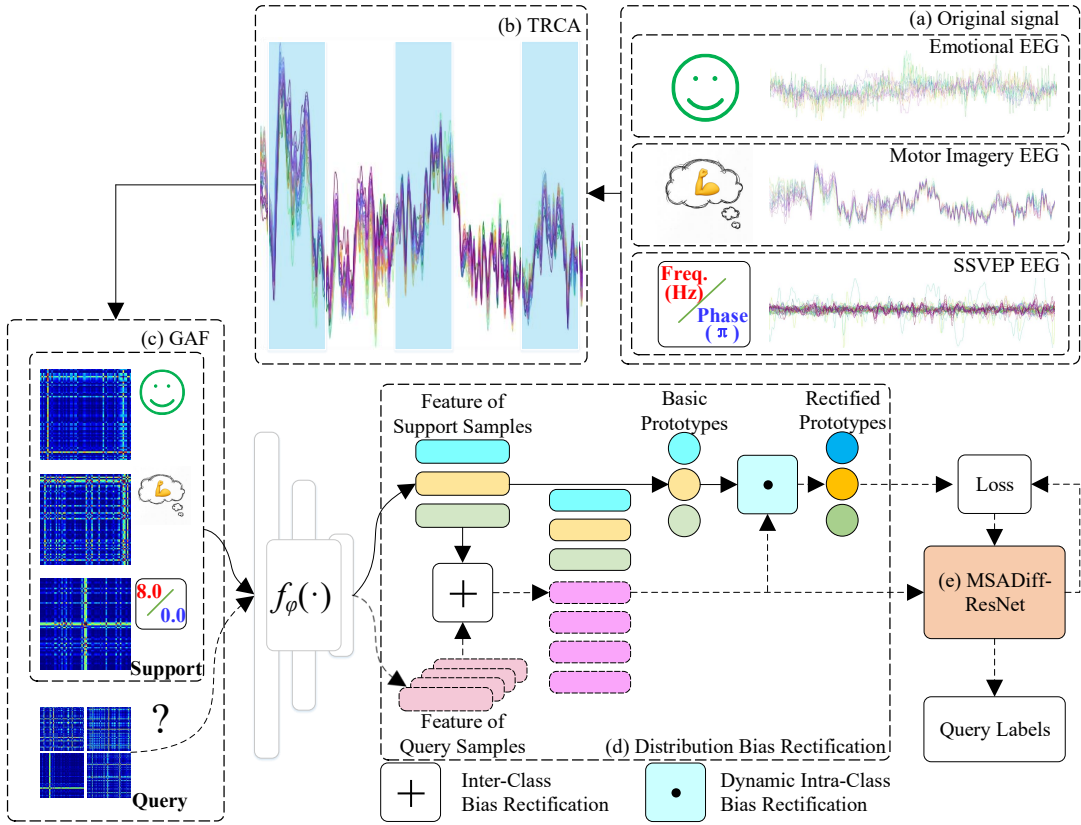 (b) TRCA
(a) Original signal
Emotional EEG
Motor Imagery EEG
SSVEP EEG
Freq.
(Hz)
Phase
(π)
(c) GAF
8.0
0.0
Support
?
Query
fφ(·)
Feature of
Support Samples
Basic
Prototypes
Rectified
Prototypes
+
Feature of
Query Samples
(d) Distribution Bias Rectification
Loss
(e) MSADiff-
ResNet
Query Labels
+
Inter-Class
Bias Rectification
Dynamic Intra-Class
Bias Rectification